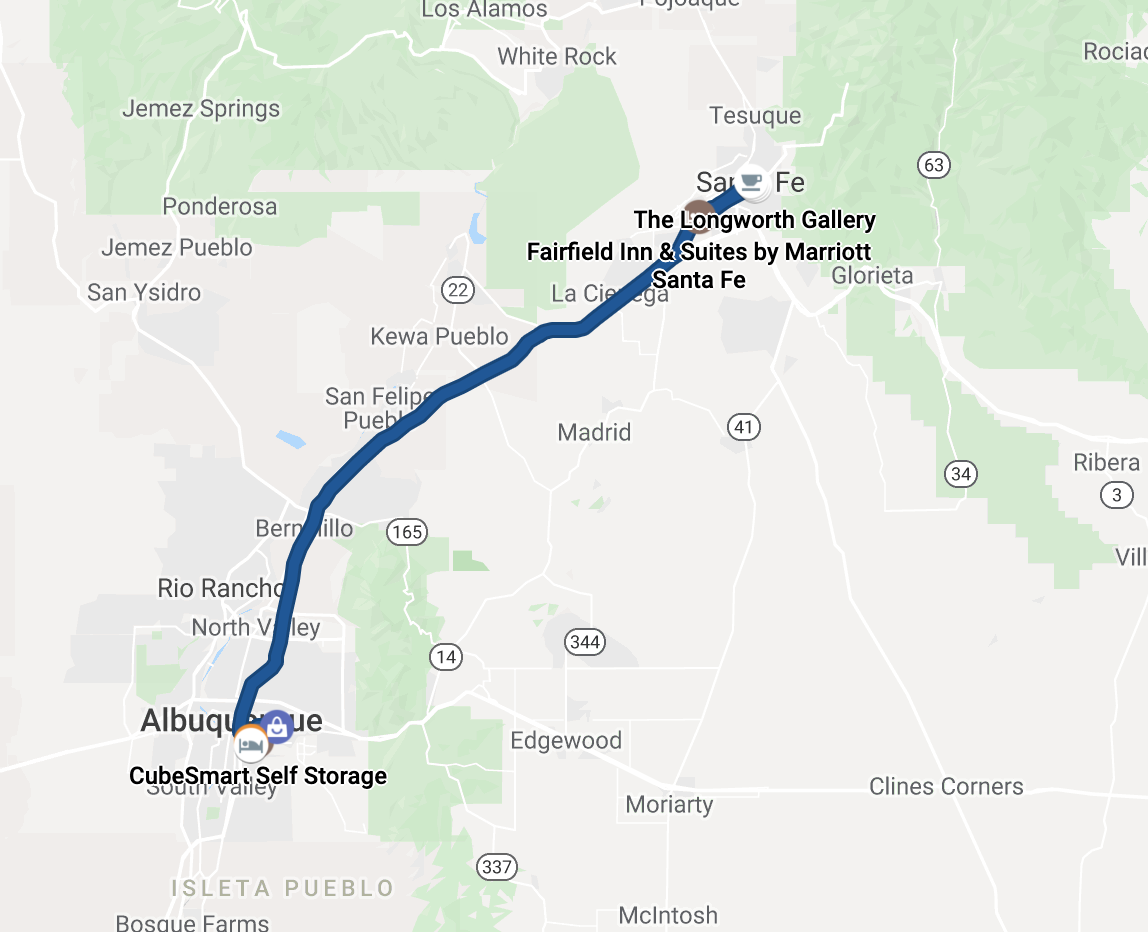 Los Alamos
Pojoaque
White Rock
Rociad
Jemez Springs
Tesuque
63
Santa Fe
Ponderosa
The Longworth Gallery
Jemez Pueblo
Fairfield Inn & Suites by Marriott
Santa Fe
Glorieta
San Ysidro
22
La Cienega
Kewa Pueblo
San Felipe
Pueblo
41
Madrid
Ribera
34
3
Bernalillo
165
Vill
Rio Rancho
North Valley
344
14
Albuquerque
Edgewood
CubeSmart Self Storage
South Valley
Clines Corners
Moriarty
337
ISLETA PUEBLO
McIntosh
Bosque Farms